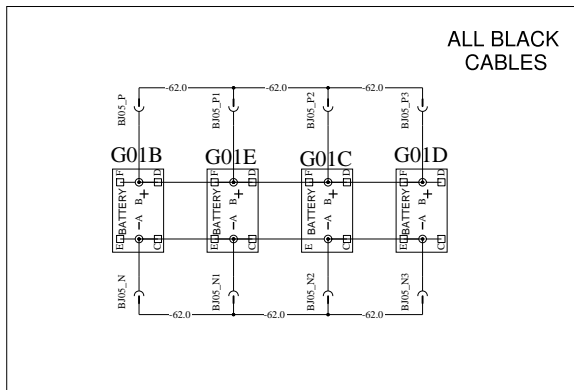 ALL BLACK
CABLES
-62.0 -62.0 -62.0
BJ05_P BJ05_P1 BJ05_P2 BJ05_P3
G01B G01E G01C G01D
F D F D F D F D
BATTERY B + BATTERY B + BATTERY B + BATTERY B +
-A -A -A -A
E C E C E C E C
BJ05_N BJ05_N1 BJ05_N2 BJ05_N3
-62.0 -62.0 -62.0